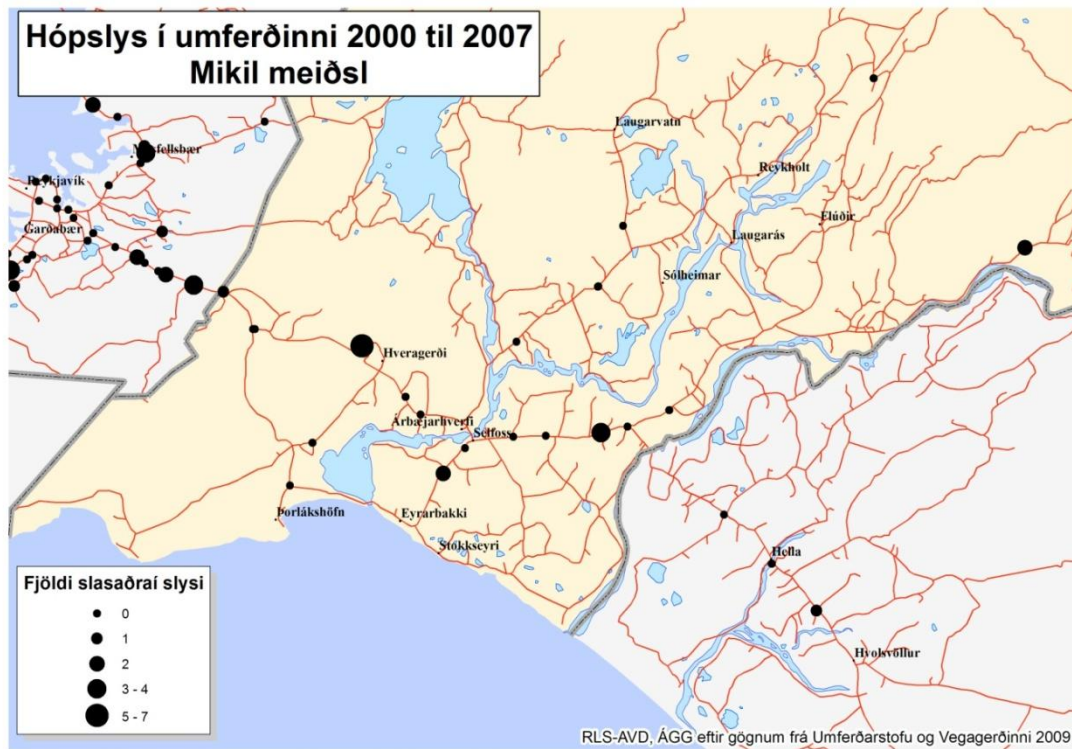 Hópslys í umferðinni 2000 til 2007
Mikil meiðsl
Laugarvatn
Mosfellsbær
Reykholt
Reykjavík
Flúðir
Garðabær
Laugarás
Sólheimar
Hveragerði
Árbæjarhverfi
Selfoss
Þorlákshöfn
Eyrarbakki
Stokkseyri
Hella
Hvolsvöllur
Fjöldi slasaðraí slysi
0
1
2
3 - 4
5 - 7
RLS-AVD, ÁGG eftir gögnum frá Umferðarstofu og Vegagerðinni 2009